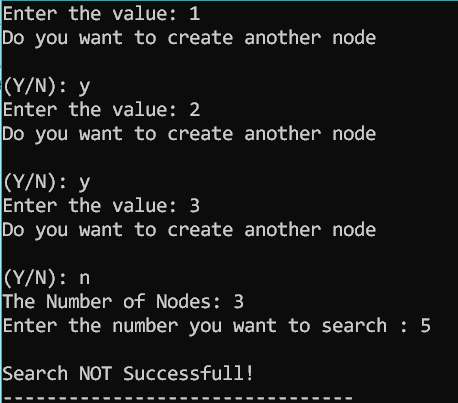 Enter the value: 1
Do you want to create another node
(Y/N): y
Enter the value: 2
Do you want to create another node
(Y/N): y
Enter the value: 3
Do you want to create another node
(Y/N): n
The Number of Nodes: 3
Enter the number you want to search : 5
Search NOT Successfull!
--------------------------------